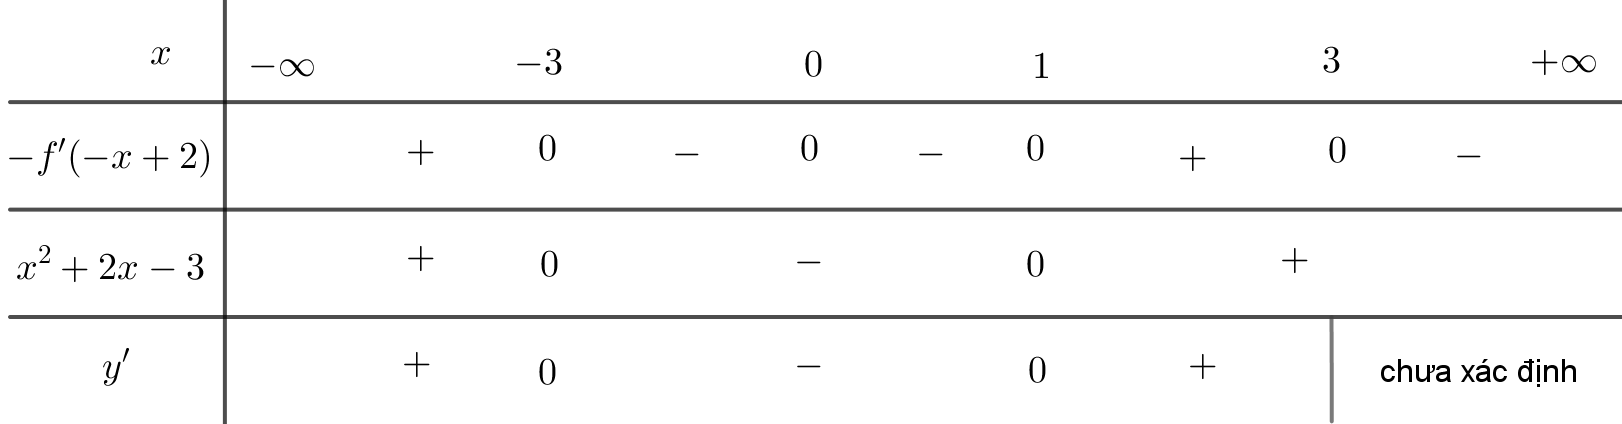 x −∞ −3 0 1 3 +∞
−f′(−x + 2) + 0 − 0 − 0 + 0 −
x² + 2x − 3 + 0 − 0 +
y′ + 0 − 0 + chưa xác định